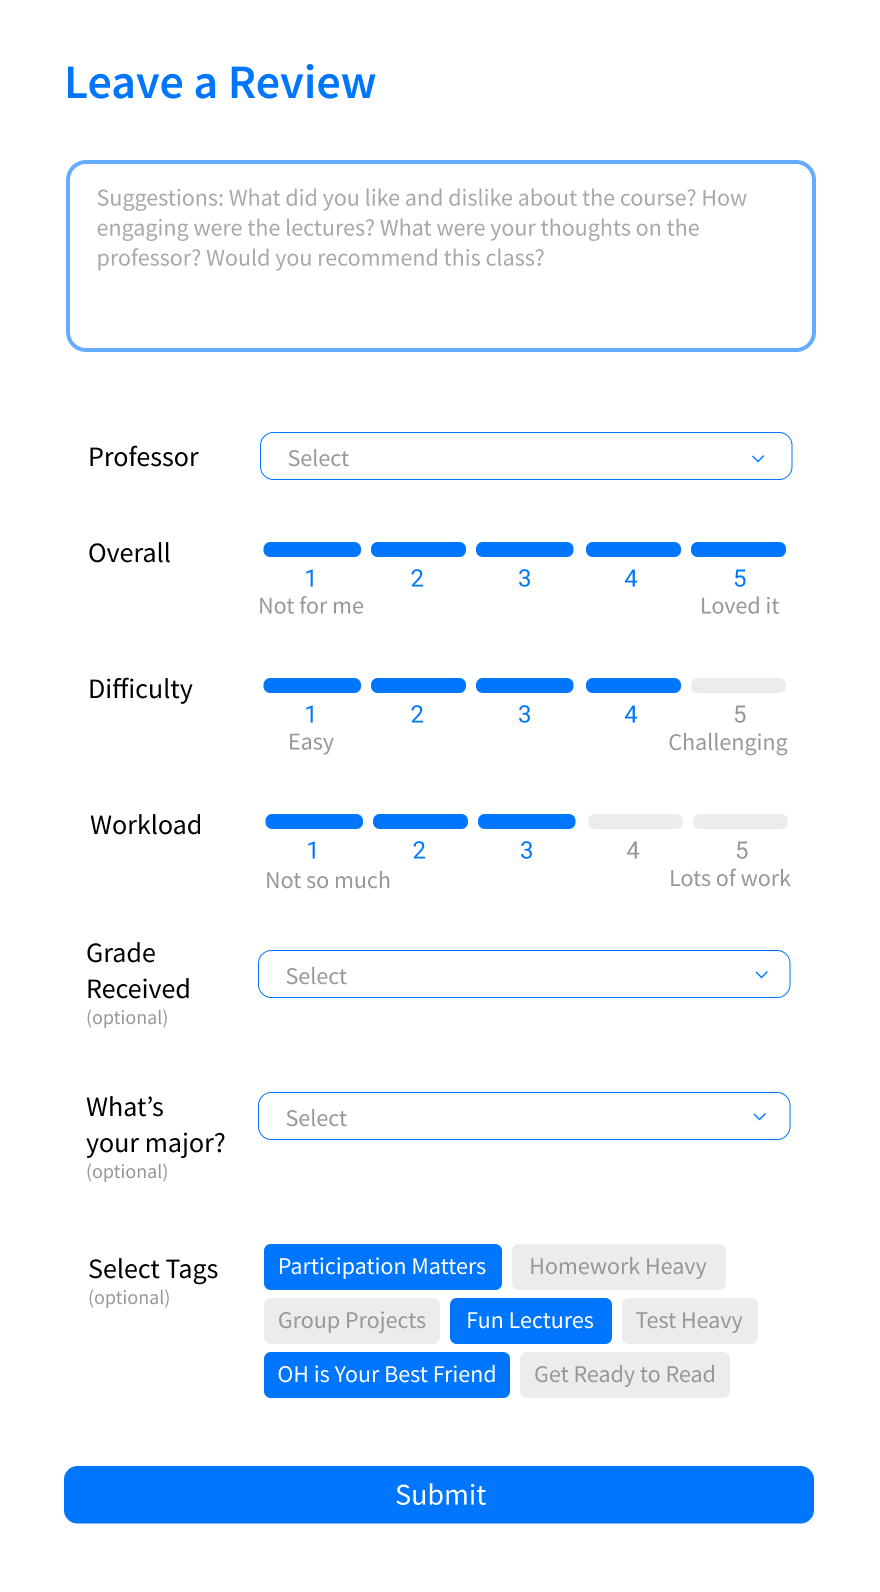 Leave a Review
Suggestions: What did you like and dislike about the course? How
engaging were the lectures? What were your thoughts on the
professor? Would you recommend this class?
Professor
Select
Overall
1 2 3 4 5
Not for me Loved it
Difficulty
1 2 3 4 5
Easy Challenging
Workload
1 2 3 4 5
Not so much Lots of work
Grade
Received
(optional)
Select
What’s
your major?
(optional)
Select
Select Tags
(optional)
Participation Matters Homework Heavy
Group Projects Fun Lectures Test Heavy
OH is Your Best Friend Get Ready to Read
Submit